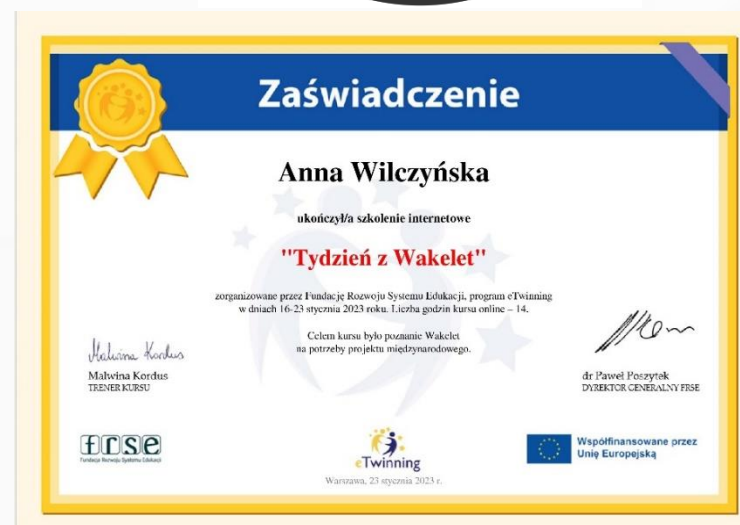 Zaświadczenie
Anna Wilczyńska
ukończył/a szkolenie internetowe
"Tydzień z Wakelet"
zorganizowane przez Fundację Rozwoju Systemu Edukacji, program eTwinning
w dniach 16-23 stycznia 2023 roku. Liczba godzin kursu online – 14.
Celem kursu było poznanie Wakelet
na potrzeby projektu międzynarodowego.
Malwina Kordus
Malwina Kordus
TRENER KURSU
dr Paweł Poszytek
DYREKTOR GENERALNY FRSE
frse
Fundacja Rozwoju Systemu Edukacji
eTwinning
Współfinansowane przez
Unię Europejską
Warszawa, 23 stycznia 2023 r.